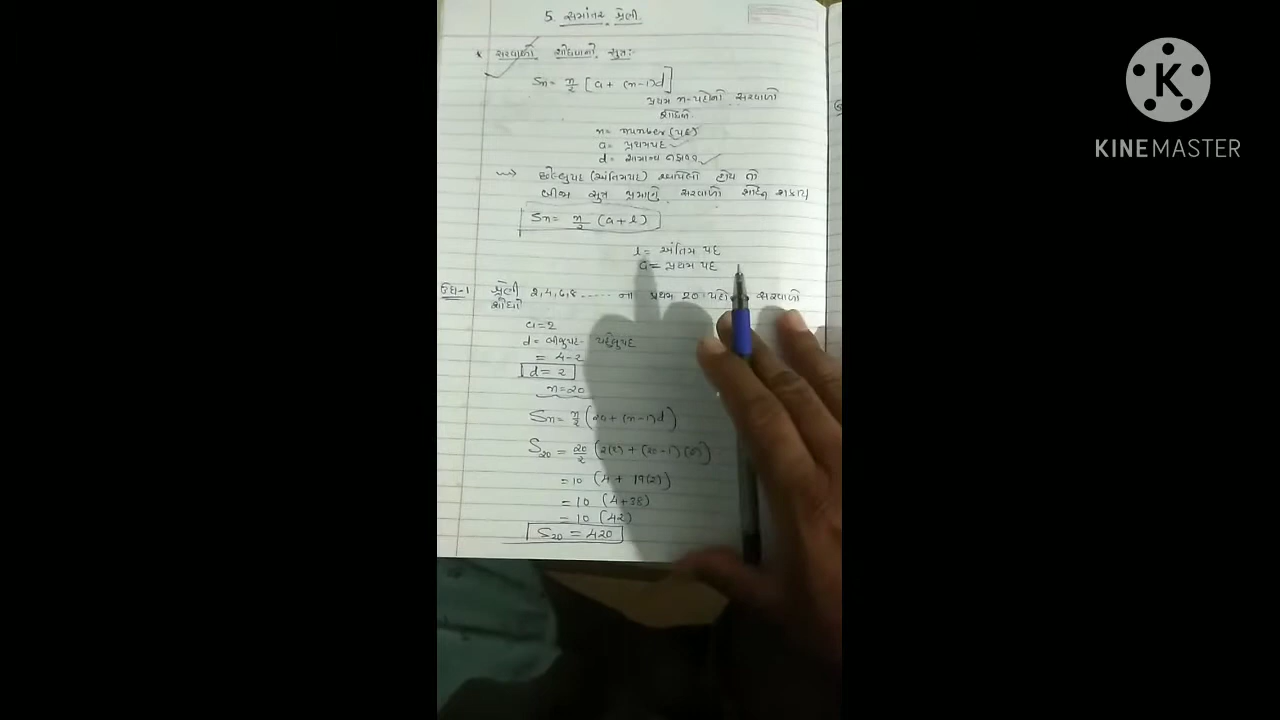 5. સમાંતર શ્રેણી
* સરવાળો શોધવાનો સુત્ર:-
Sn = n/2 [a + (n-1)d]
પ્રથમ n-પદોનો સરવાળો
શોધવો
n = number (પદ)
a = પ્રથમપદ
d = સામાન્ય તફાવત
છેલ્લુપદ (અંતિમપદ) આપેલો હોય તો
નીચે સુત્ર પ્રમાણે સરવાળો શોધી શકાય
Sn = n/2 (a + l)
l = અંતિમ પદ
a = પ્રથમ પદ
ઉદા-1 શ્રેણી 2,4,6,8...... ના પ્રથમ 20 પદો સરવાળો
શોધો
a = 2
d = બીજુપદ - પહેલુપદ
= 4-2
d = 2
n = 20
Sn = n/2 (2a + (n-1)d)
S20 = 20/2 (2(2) + (20-1)(2))
= 10 (4 + 19(2))
= 10 (4+38)
= 10 (42)
S20 = 420
K
KINEMASTER